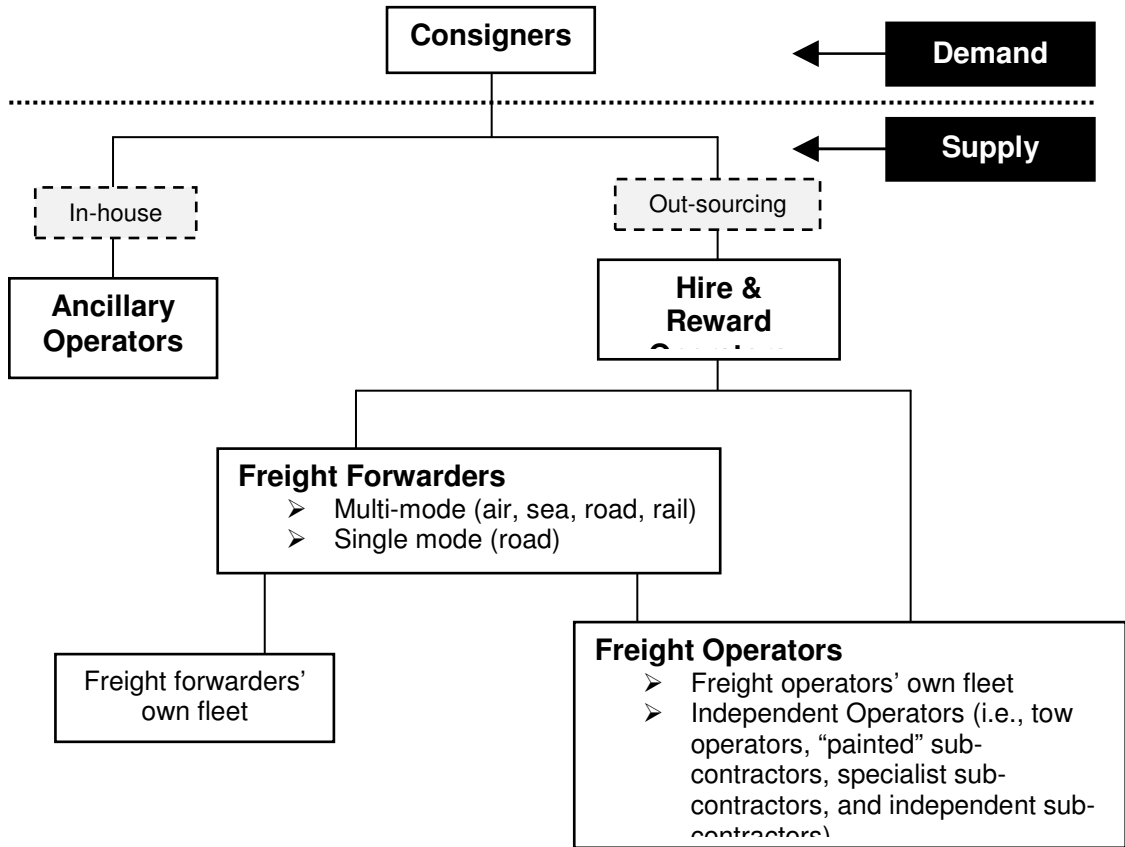 Consigners
Demand
Supply
In-house
Out-sourcing
Ancillary
Operators
Hire &
Reward
Operators
Freight Forwarders
➢ Multi-mode (air, sea, road, rail)
➢ Single mode (road)
Freight forwarders’
own fleet
Freight Operators
➢ Freight operators’ own fleet
➢ Independent Operators (i.e., tow
operators, “painted” sub-
contractors, specialist sub-
contractors, and independent sub-
contractors)